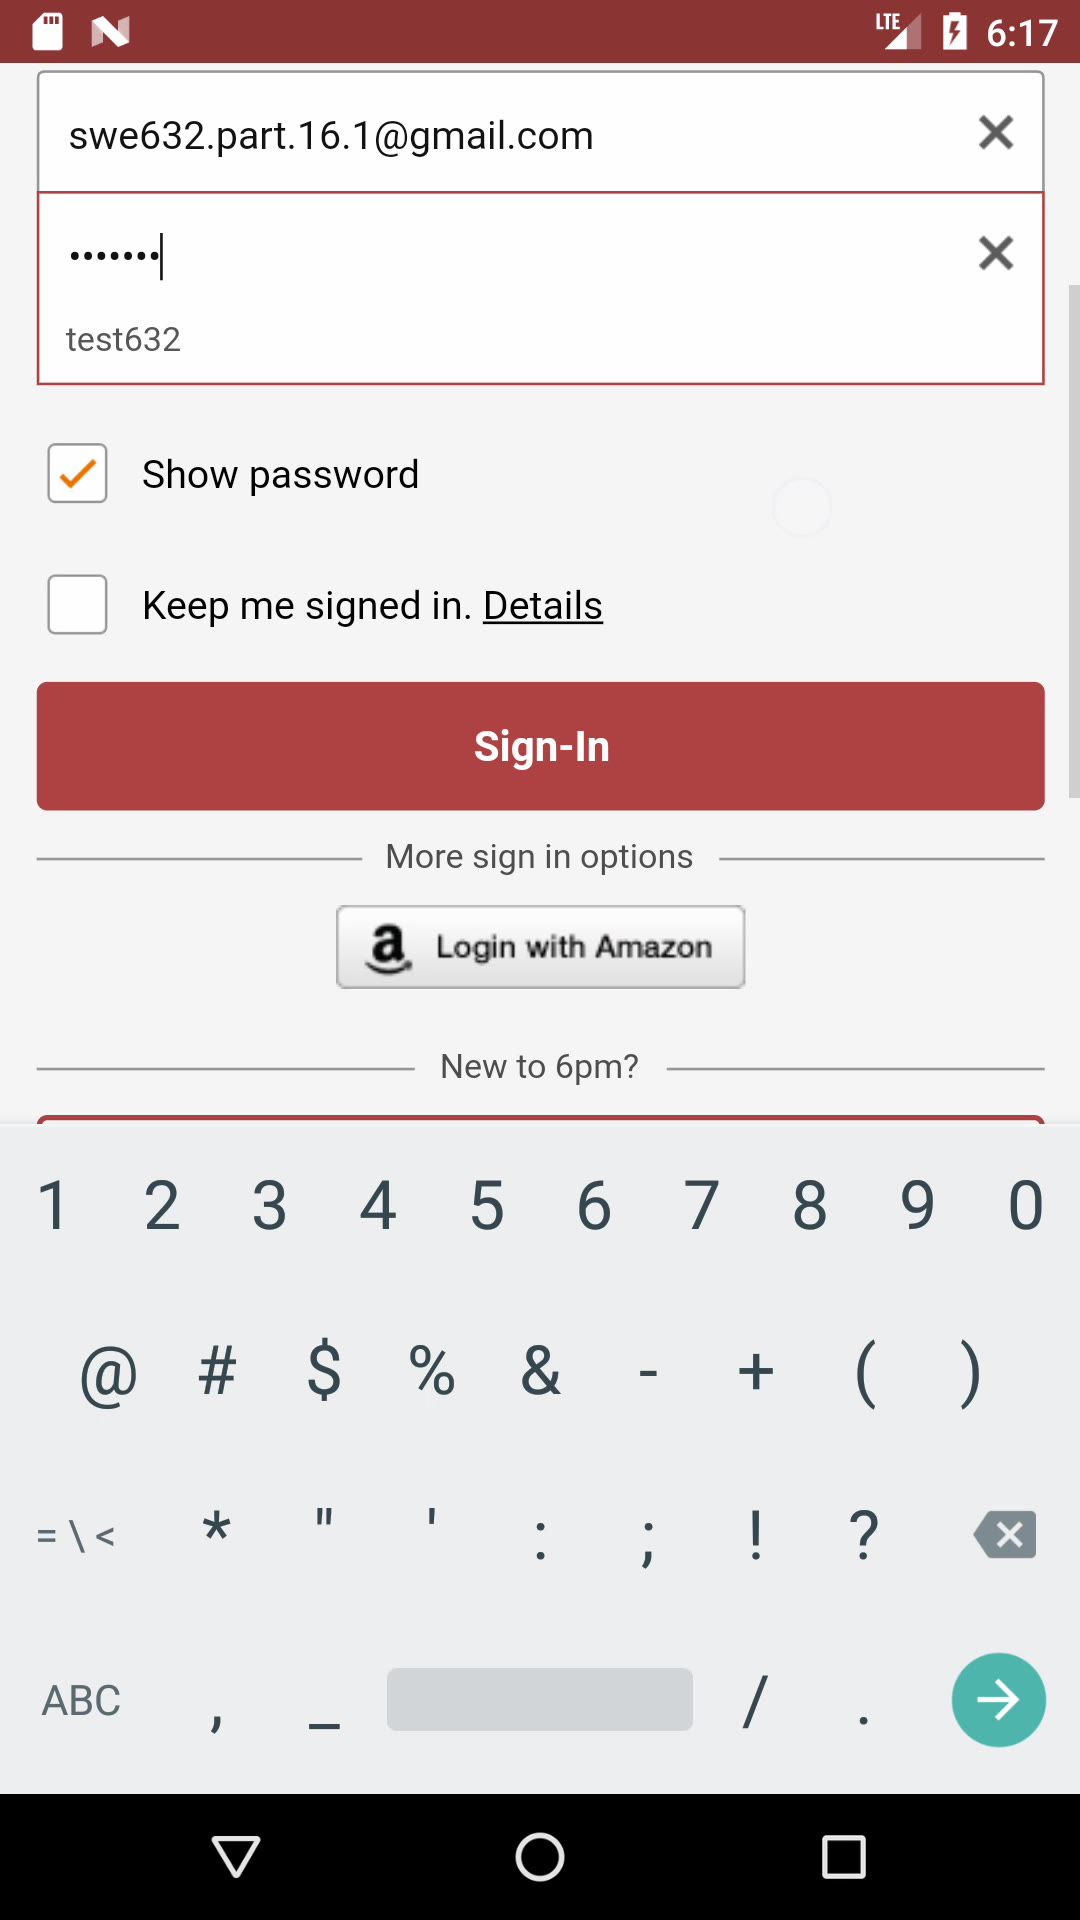 LTE 6:17
swe632.part.16.1@gmail.com
•••••••
test632
Show password
Keep me signed in. Details
Sign-In
More sign in options
a Login with Amazon
New to 6pm?
1 2 3 4 5 6 7 8 9 0
@ # $ % & - + ( )
= \ < * " ' : ; ! ?
ABC , _ / .